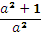 a² + 1
a²